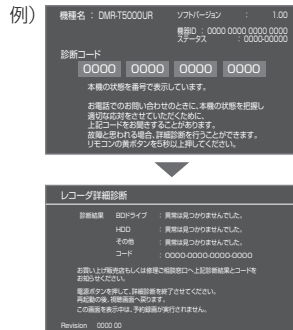 例）
機種名 : DMR-T5000UR　ソフトバージョン : 1.00
機器ID : 0000 0000 0000 0000
ステータス : 0000-00000
診断コード
0000 0000 0000 0000
本機の状態を番号で表示しています。
お電話でのお問い合わせのときに、本機の状態を把握し
適切な応対をさせていただくために、
上記コードをお聞きすることがあります。
故障と思われる場合、詳細診断を行うことができます。
リモコンの黄ボタンを5秒以上押してください。
レコーダ詳細診断
診断結果　BDドライブ : 異常は見つかりませんでした。
HDD : 異常は見つかりませんでした。
その他 : 異常は見つかりませんでした。
コード : 0000-0000-0000-0000
お買い上げ販売店もしくは修理ご相談窓口へ上記診断結果とコードを
お知らせください。
電源ボタンを押して、詳細診断を終了させてください。
再起動の後、視聴画面へ戻ります。
この画面を表示中は、予約録画が実行されません。
Revision 0000 00